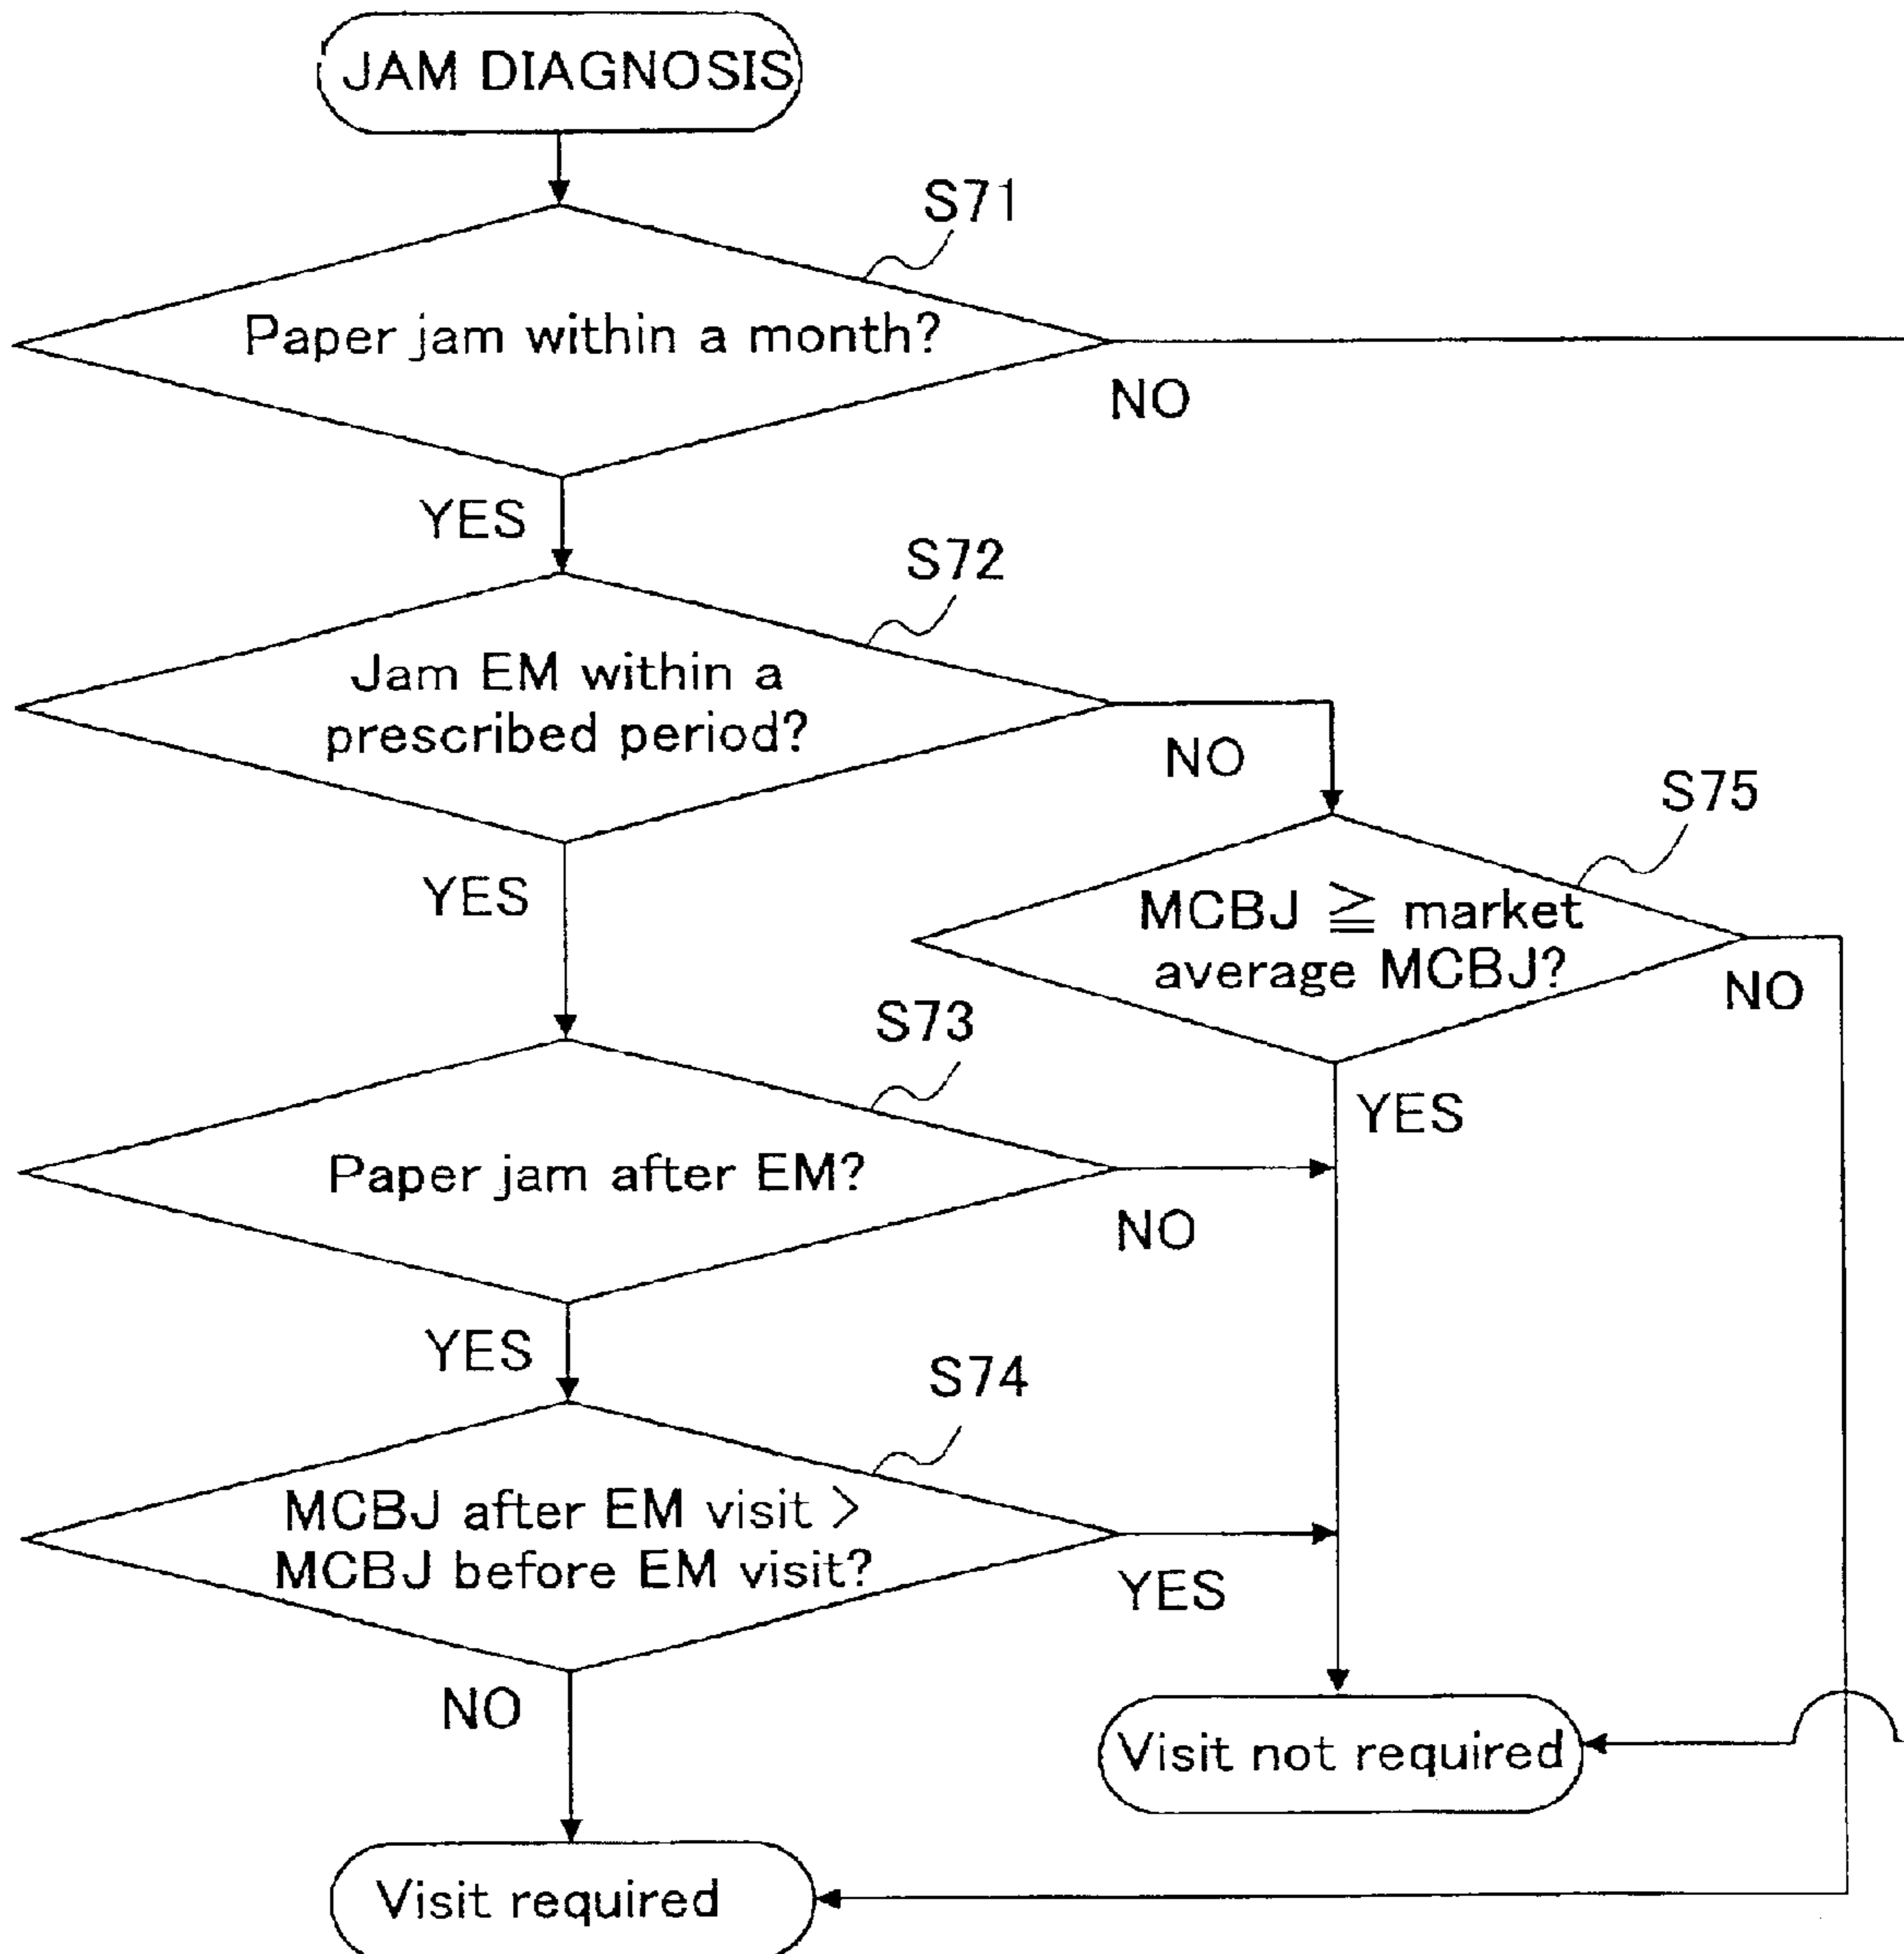 JAM DIAGNOSIS
S71
Paper jam within a month?
NO
YES
S72
Jam EM within a
prescribed period?
NO
YES
S75
MCBJ ≧ market
average MCBJ?
NO
YES
S73
Paper jam after EM?
NO
YES
S74
MCBJ after EM visit >
MCBJ before EM visit?
YES
NO
Visit not required
Visit required